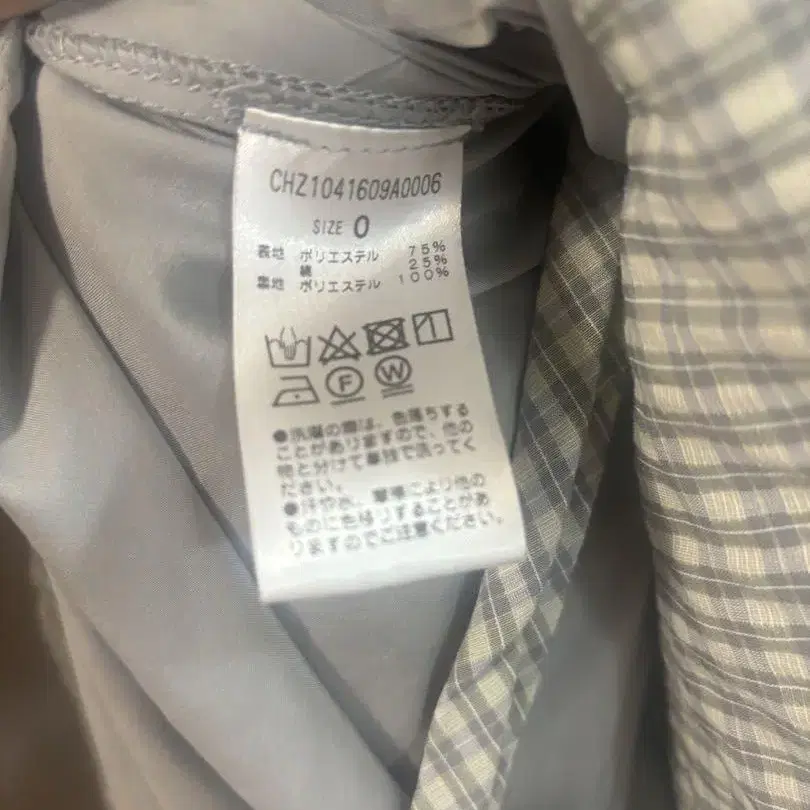 CHZ1041609A0006
SIZE 0
表地 ポリエステル 75%
綿 25%
裏地 ポリエステル 100%
F W
●洗濯の際は、色落ちする
ことがありますので、他の
物と分けて単独で洗ってく
ださい。
●汗や水、摩擦により他の
ものに色移りすることがあ
りますのでご注意ください。